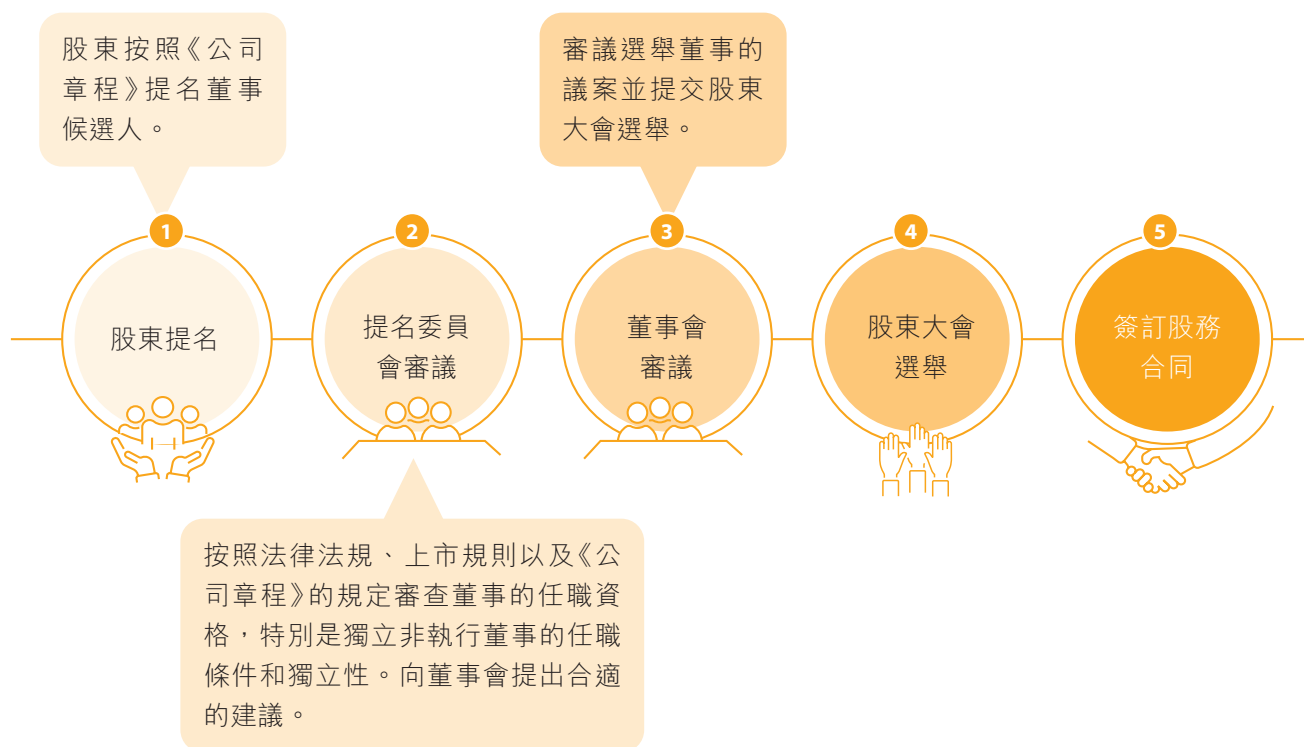 股東按照《公司
章程》提名董事
候選人。
審議選舉董事的
議案並提交股東
大會選舉。
1
股東提名
2
提名委員
會審議
3
董事會
審議
4
股東大會
選舉
5
簽訂股務
合同
按照法律法規、上市規則以及《公
司章程》的規定審查董事的任職資
格,特別是獨立非執行董事的任職
條件和獨立性。向董事會提出合適
的建議。